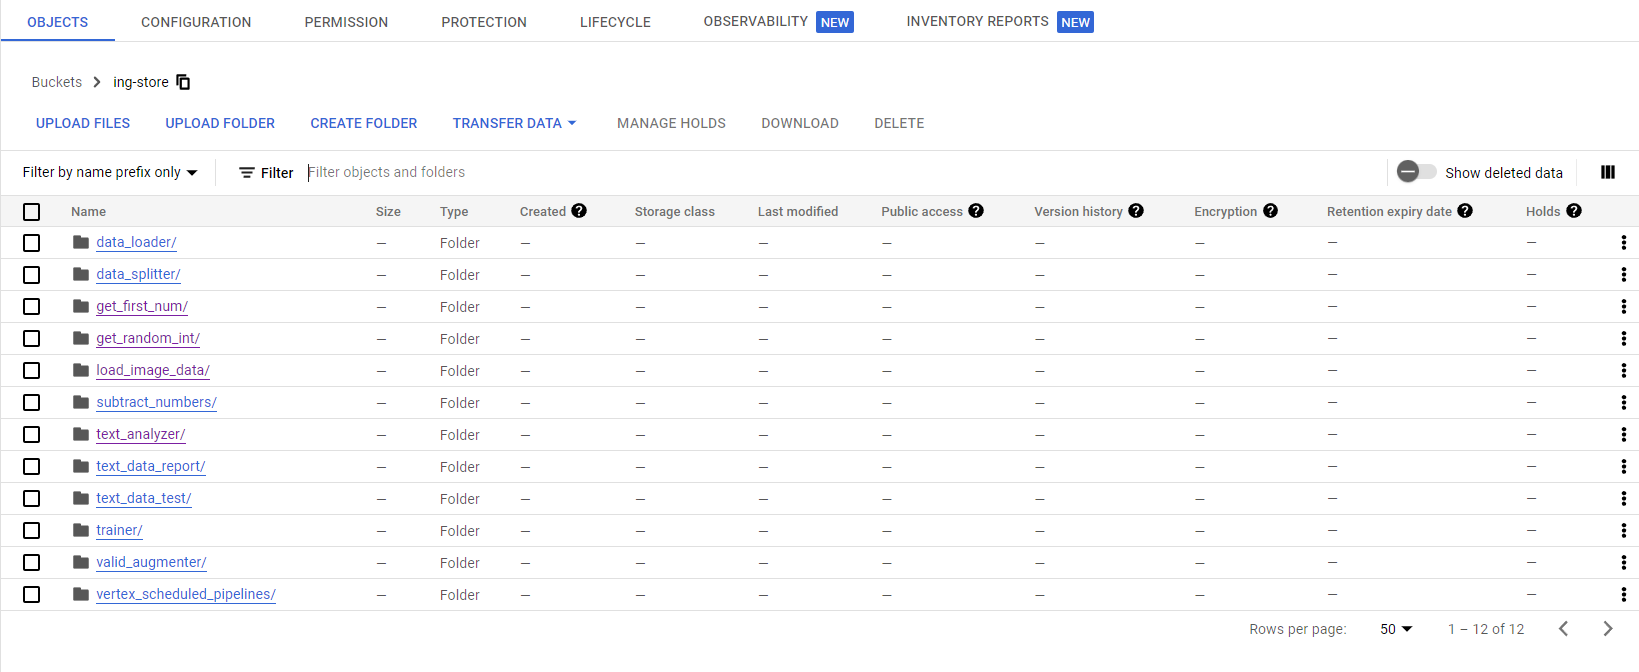 OBJECTS CONFIGURATION PERMISSION PROTECTION LIFECYCLE OBSERVABILITY NEW INVENTORY REPORTS NEW
Buckets ing-store
UPLOAD FILES UPLOAD FOLDER CREATE FOLDER TRANSFER DATA MANAGE HOLDS DOWNLOAD DELETE
Filter by name prefix only Filter Filter objects and folders Show deleted data
Name Size Type Created Storage class Last modified Public access Version history Encryption Retention expiry date Holds
data_loader/ — Folder — — — — — — — —
data_splitter/ — Folder — — — — — — — —
get_first_num/ — Folder — — — — — — — —
get_random_int/ — Folder — — — — — — — —
load_image_data/ — Folder — — — — — — — —
subtract_numbers/ — Folder — — — — — — — —
text_analyzer/ — Folder — — — — — — — —
text_data_report/ — Folder — — — — — — — —
text_data_test/ — Folder — — — — — — — —
trainer/ — Folder — — — — — — — —
valid_augmenter/ — Folder — — — — — — — —
vertex_scheduled_pipelines/ — Folder — — — — — — — —
Rows per page: 50 1 – 12 of 12